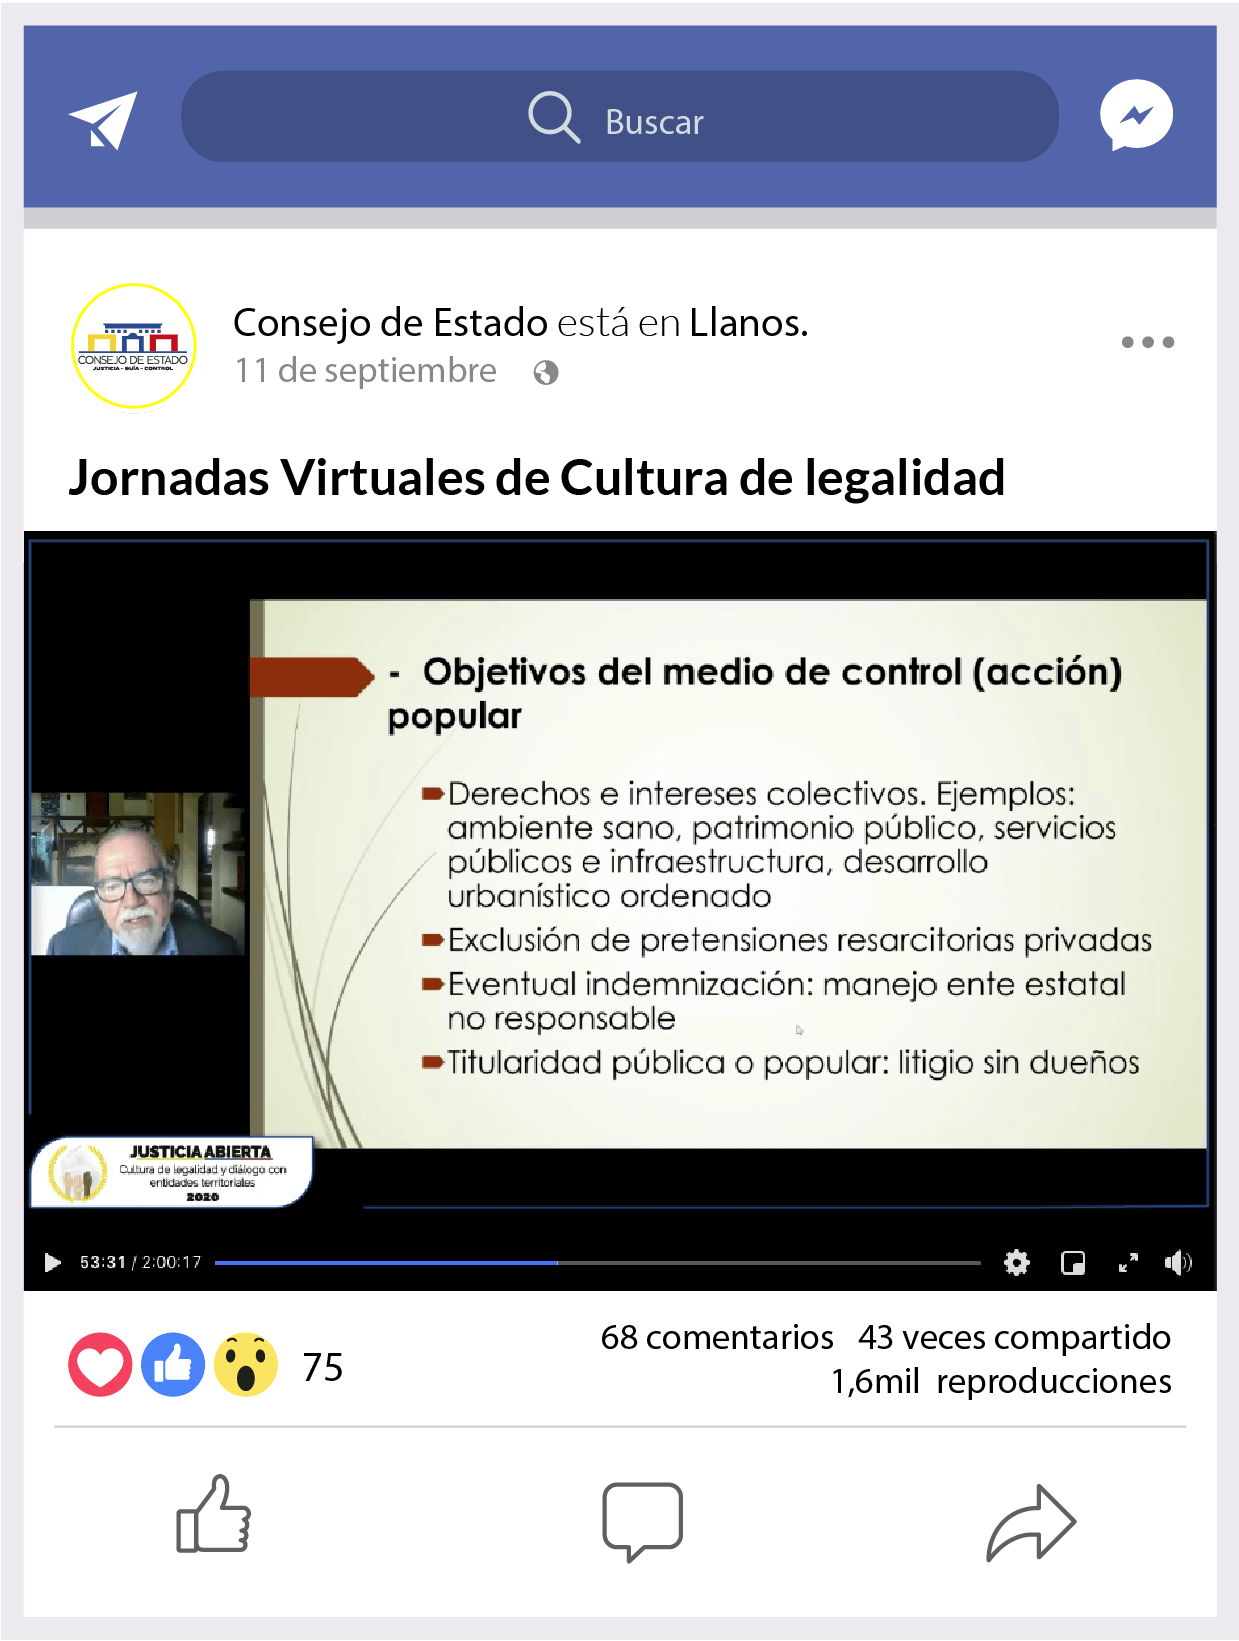 Buscar
Consejo de Estado está en Llanos.
11 de septiembre
CONSEJO DE ESTADO
JUSTICIA - GUÍA - CONTROL
Jornadas Virtuales de Cultura de legalidad
- Objetivos del medio de control (acción)
popular
Derechos e intereses colectivos. Ejemplos:
ambiente sano, patrimonio público, servicios
públicos e infraestructura, desarrollo
urbanístico ordenado
Exclusión de pretensiones resarcitorias privadas
Eventual indemnización: manejo ente estatal
no responsable
Titularidad pública o popular: litigio sin dueños
JUSTICIA ABIERTA
Cultura de legalidad y diálogo con
entidades territoriales
2020
53:31 / 2:00:17
75
68 comentarios 43 veces compartido
1,6mil reproducciones